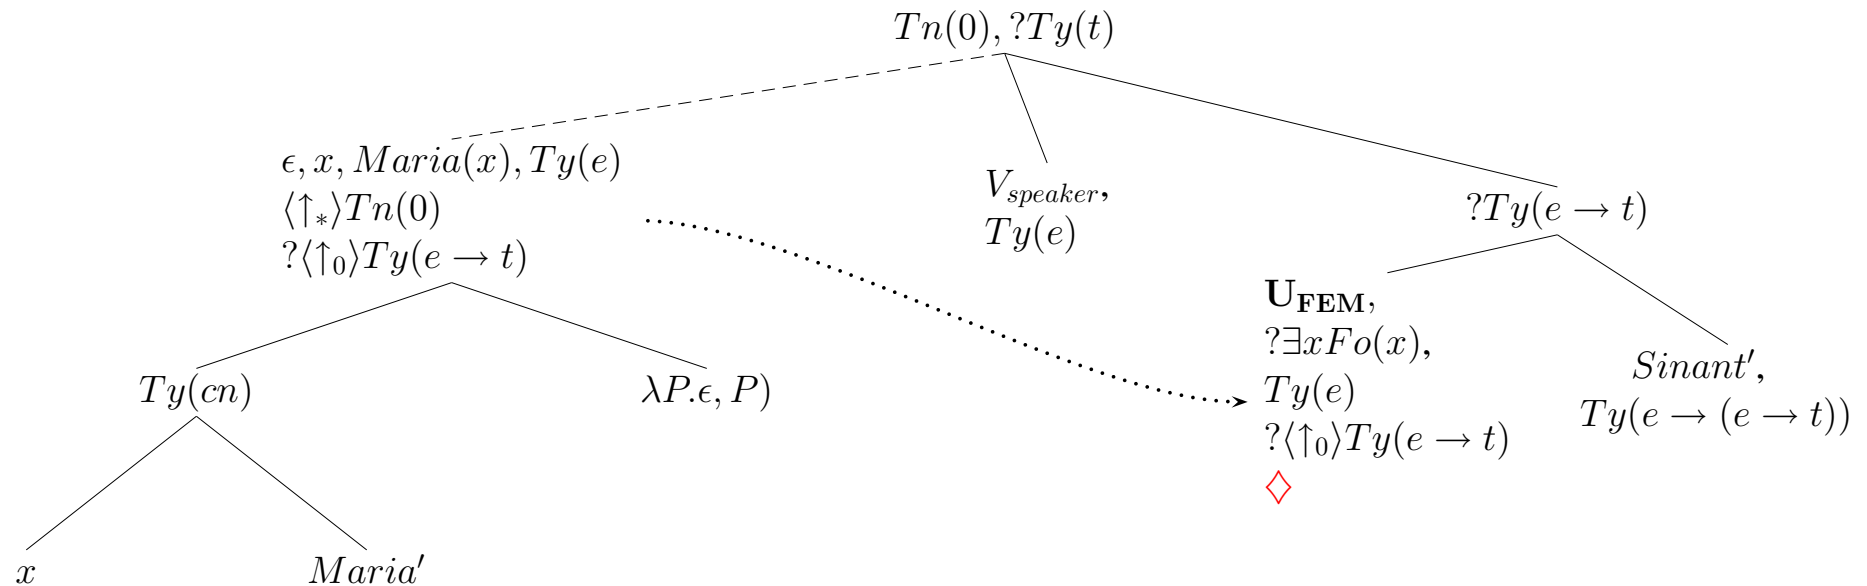 Tn(0), ?Ty(t)
ϵ, x, Maria(x), Ty(e)
⟨↑*⟩Tn(0)
?⟨↑₀⟩Ty(e → t)
V_speaker,
Ty(e)
?Ty(e → t)
U_FEM,
?∃xFo(x),
Ty(e)
?⟨↑₀⟩Ty(e → t)
♢
Sinant′,
Ty(e → (e → t))
Ty(cn)
λP.ϵ, P)
x
Maria′